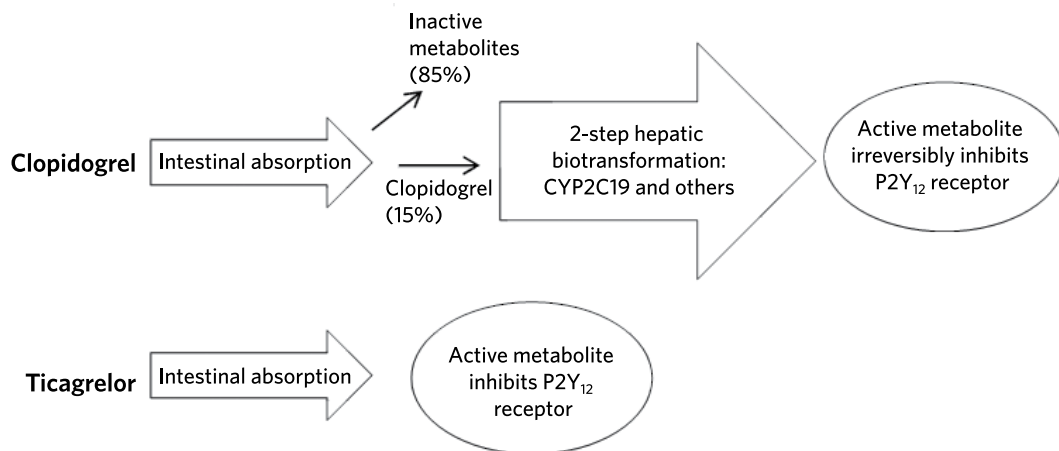 Inactive
metabolites
(85%)
Clopidogrel
Intestinal absorption
Clopidogrel
(15%)
2-step hepatic
biotransformation:
CYP2C19 and others
Active metabolite
irreversibly inhibits
P2Y₁₂ receptor
Ticagrelor
Intestinal absorption
Active metabolite
inhibits P2Y₁₂
receptor